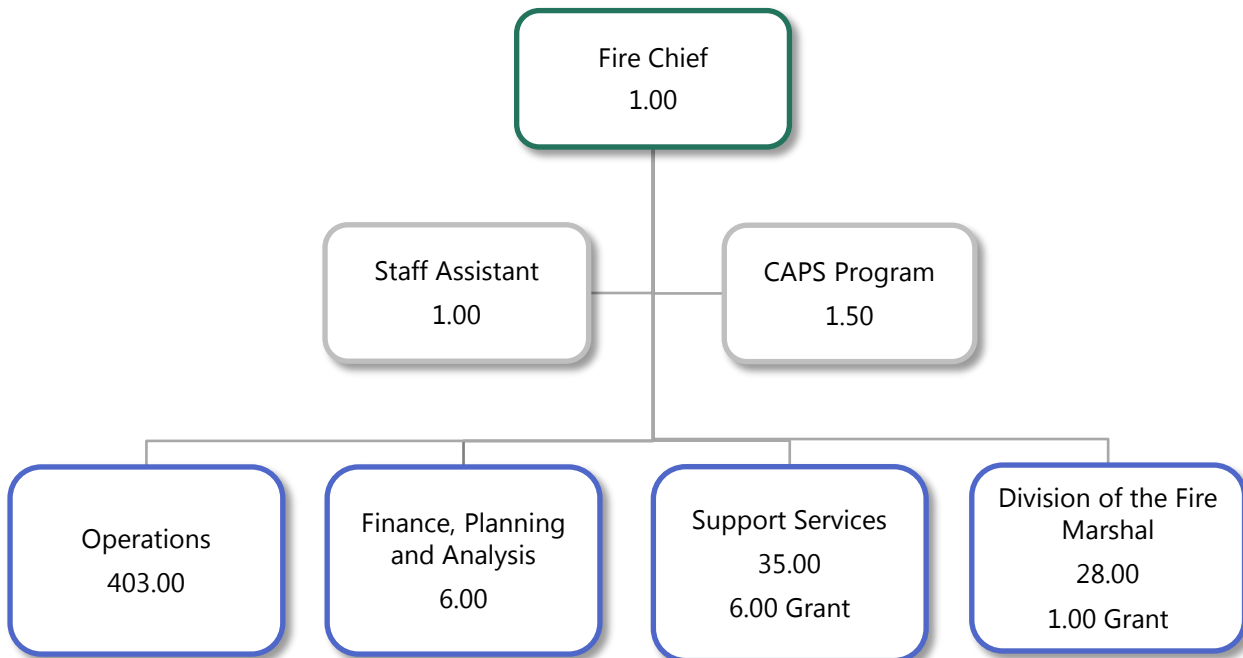 Fire Chief
1.00
Staff Assistant
1.00
CAPS Program
1.50
Operations
403.00
Finance, Planning
and Analysis
6.00
Support Services
35.00
6.00 Grant
Division of the Fire
Marshal
28.00
1.00 Grant